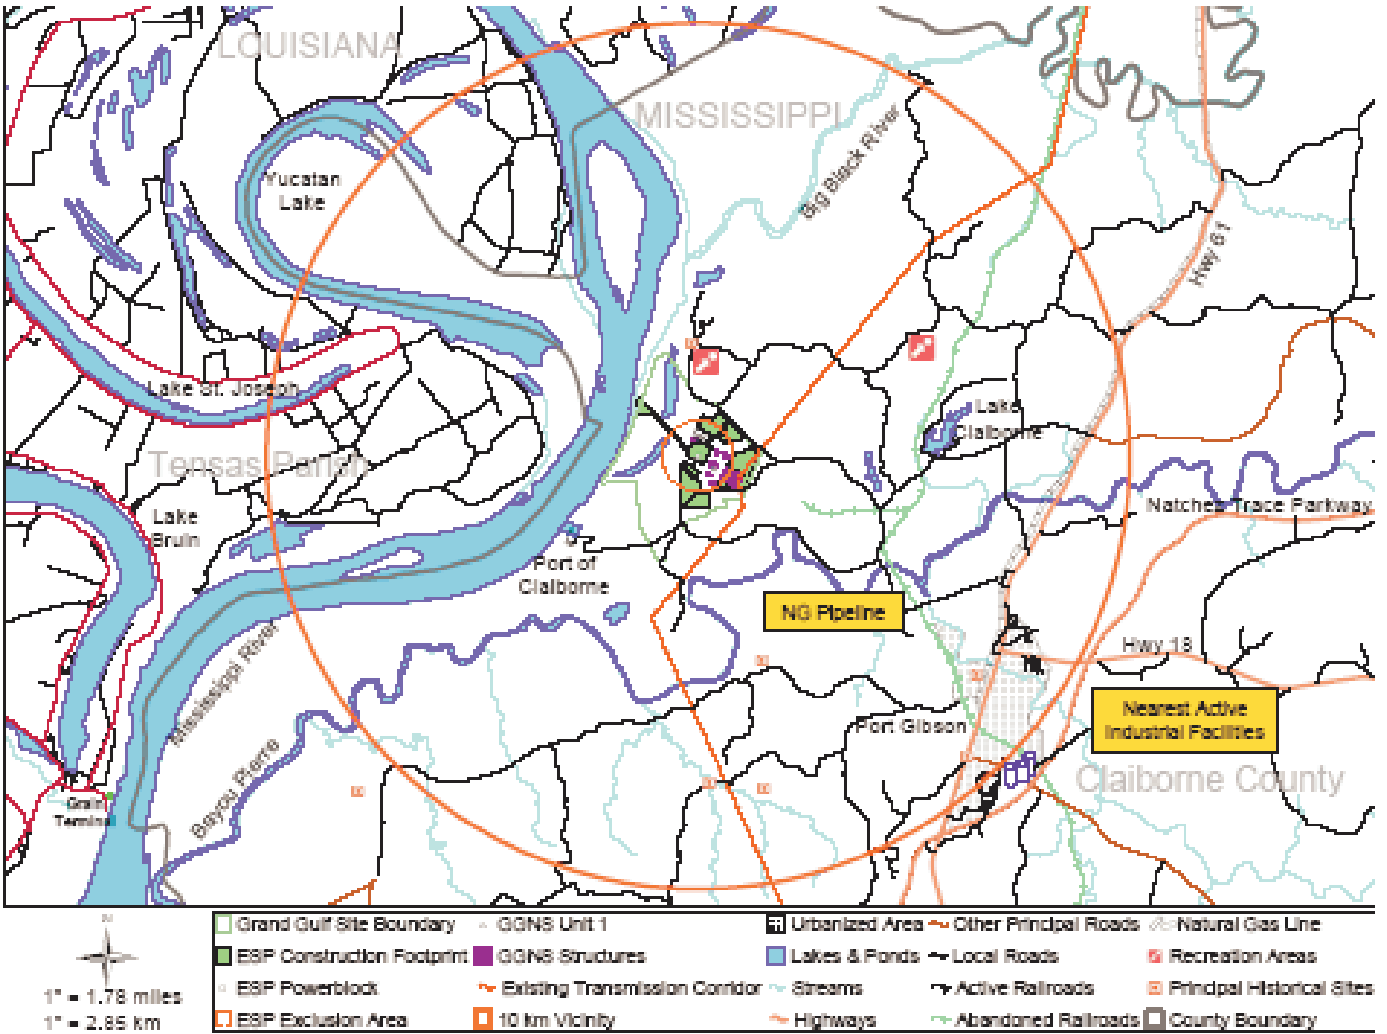 LOUISIANA
MISSISSIPPI
Yucatan
Lake
Big Black River
Hwy 61
Lake St. Joseph
Lake
Claiborne
Tensas Parish
Natchez Trace Parkway
Lake
Bruin
Port of
Claiborne
NG Pipeline
Mississippi River
Hwy 18
Nearest Active
Industrial Facilities
Port Gibson
Bayou Pierre
Claiborne County
Grain
Terminal
N
Grand Gulf Site Boundary
GGNS Unit 1
Urbanized Area
Other Principal Roads
Natural Gas Line
ESP Construction Footprint
GGNS Structures
Lakes & Ponds
Local Roads
Recreation Areas
ESP Powerblock
Existing Transmission Corridor
Streams
Active Railroads
Principal Historical Sites
ESP Exclusion Area
10 km Vicinity
Highways
Abandoned Railroads
County Boundary
1" = 1.78 miles
1" = 2.85 km